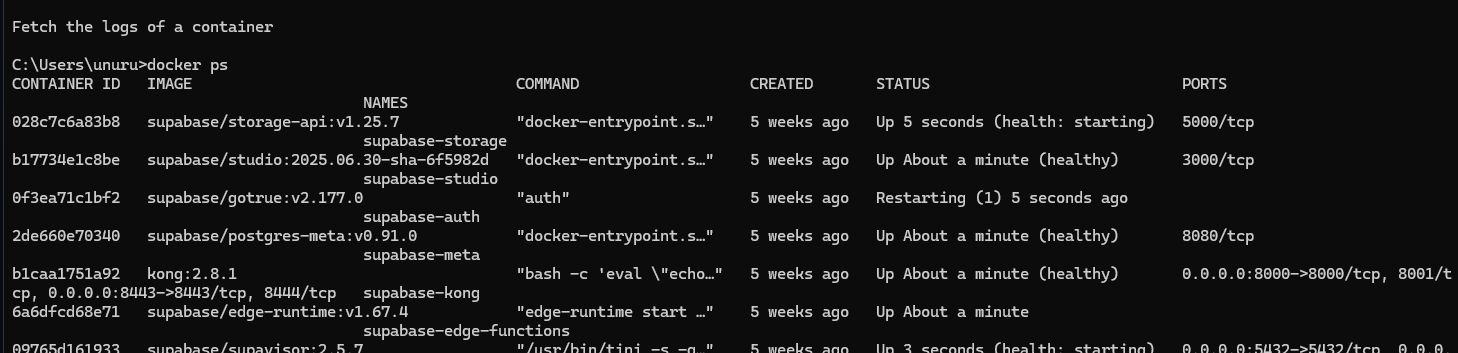 Fetch the logs of a container
C:\Users\unuru>docker ps
CONTAINER ID   IMAGE                                    COMMAND                  CREATED       STATUS                            PORTS
                                       NAMES
028c7c6a83b8   supabase/storage-api:v1.25.7             "docker-entrypoint.s…"   5 weeks ago   Up 5 seconds (health: starting)   5000/tcp
                                       supabase-storage
b17734e1c8be   supabase/studio:2025.06.30-sha-6f5982d   "docker-entrypoint.s…"   5 weeks ago   Up About a minute (healthy)       3000/tcp
                                       supabase-studio
0f3ea71c1bf2   supabase/gotrue:v2.177.0                 "auth"                   5 weeks ago   Restarting (1) 5 seconds ago
                                       supabase-auth
2de660e70340   supabase/postgres-meta:v0.91.0           "docker-entrypoint.s…"   5 weeks ago   Up About a minute (healthy)       8080/tcp
                                       supabase-meta
b1caa1751a92   kong:2.8.1                               "bash -c 'eval \"echo…"   5 weeks ago   Up About a minute (healthy)       0.0.0.0:8000->8000/tcp, 8001/t
cp, 0.0.0.0:8443->8443/tcp, 8444/tcp   supabase-kong
6a6dfcd68e71   supabase/edge-runtime:v1.67.4            "edge-runtime start …"   5 weeks ago   Up About a minute
                                       supabase-edge-functions
09765d161933   supabase/supavisor:2.5.7                 "/usr/bin/tini -s -g…"   5 weeks ago   Up 3 seconds (health: starting)   0.0.0.0:5432->5432/tcp, 0.0.0.